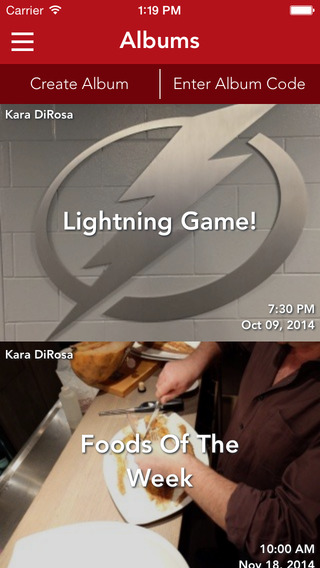 Carrier 1:19 PM
Albums
Create Album Enter Album Code
Kara DiRosa
Lightning Game!
7:30 PM
Oct 09, 2014
Kara DiRosa
Foods Of The
Week
10:00 AM
Nov 18, 2014